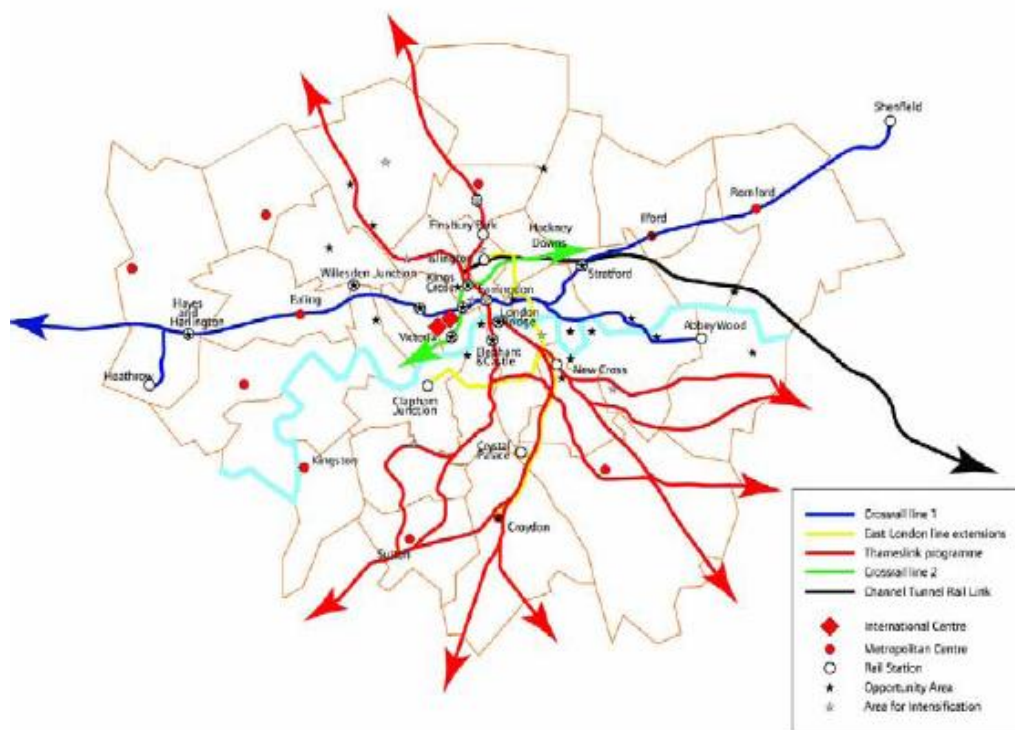 Shenfield
Romford
Ilford
Finsbury Park
Hackney
Downs
Islington
Stratford
Willesden Junction
Kings
Cross
Farringdon
Hayes
and
Harlington
Ealing
London
Bridge
Abbey Wood
Victoria
Elephant
& Castle
Heathrow
New Cross
Clapham
Junction
Crystal
Palace
Kingston
Croydon
Sutton
Crossrail line 1
East London line extensions
Thameslink programme
Crossrail line 2
Channel Tunnel Rail Link
International Centre
Metropolitan Centre
Rail Station
Opportunity Area
Area for Intensification